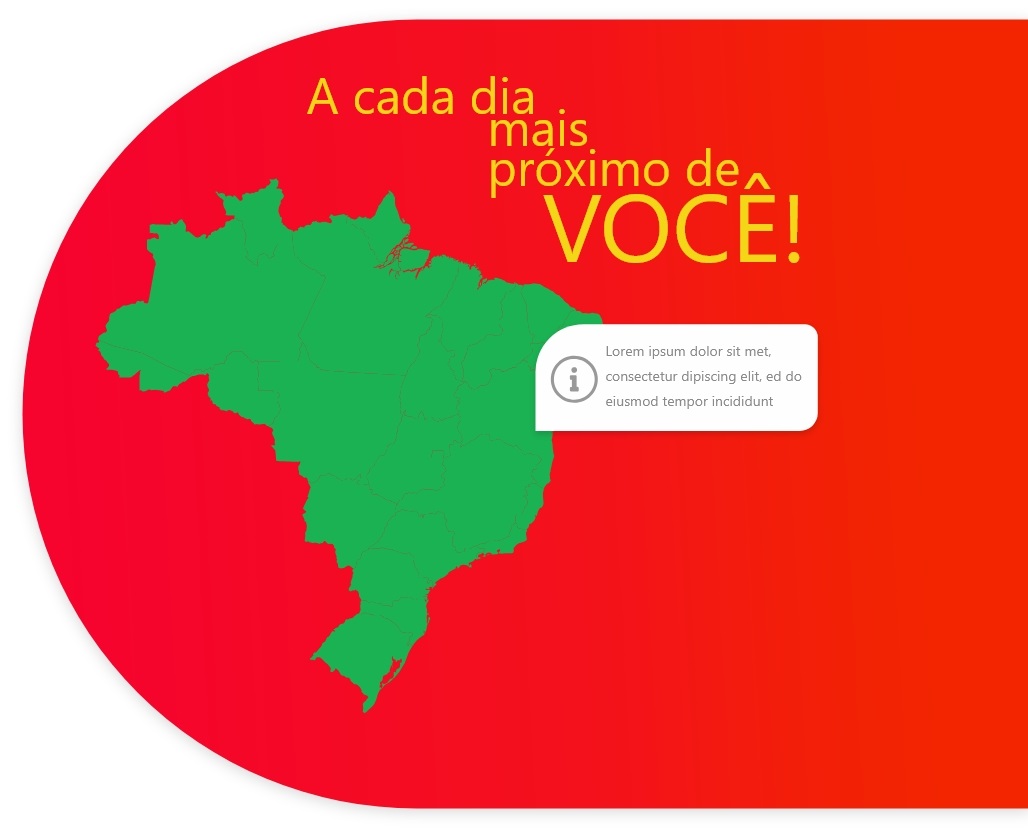 A cada dia
mais
próximo de
VOCÊ!
Lorem ipsum dolor sit met,
consectetur dipiscing elit, ed do
eiusmod tempor incididunt